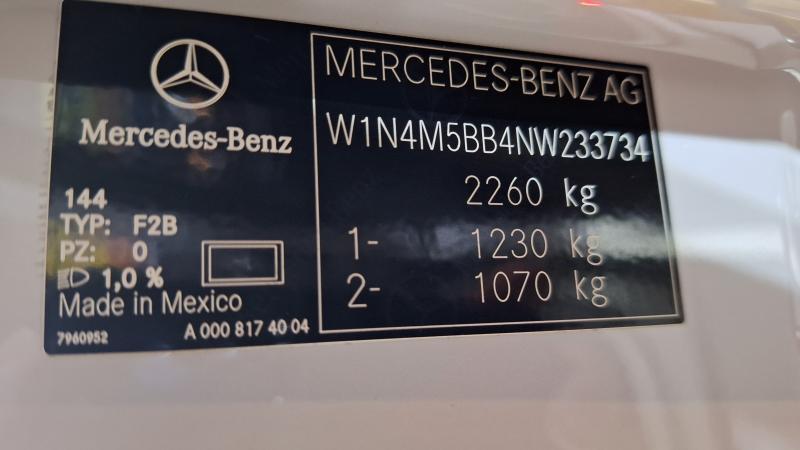 Mercedes-Benz
144
TYP: F2B
PZ: 0
1,0 %
Made in Mexico
7960952 A 000 817 40 04
MERCEDES-BENZ AG
W1N4M5BB4NW233734
2260 kg
1- 1230 kg
2- 1070 kg